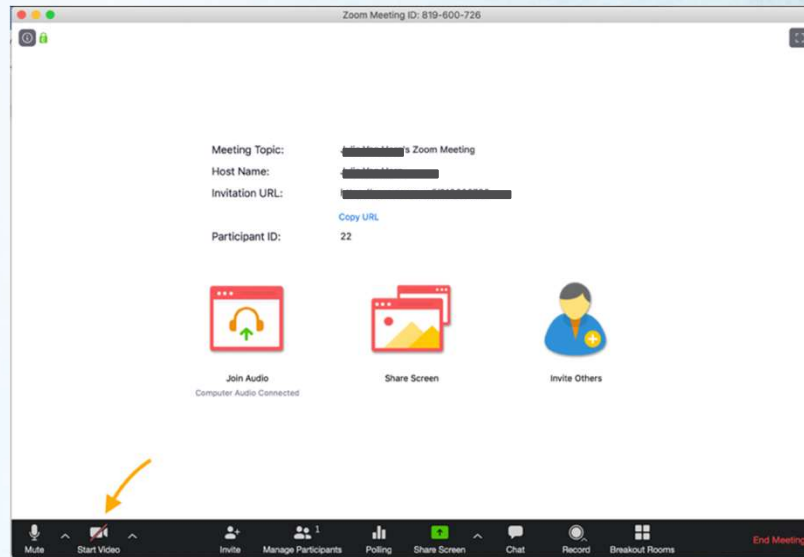 Zoom Meeting ID: 819-600-726
Meeting Topic: 's Zoom Meeting
Host Name:
Invitation URL:
Copy URL
Participant ID: 22
Join Audio Share Screen Invite Others
Computer Audio Connected
1
Mute Start Video Invite Manage Participants Polling Share Screen Chat Record Breakout Rooms End Meeting